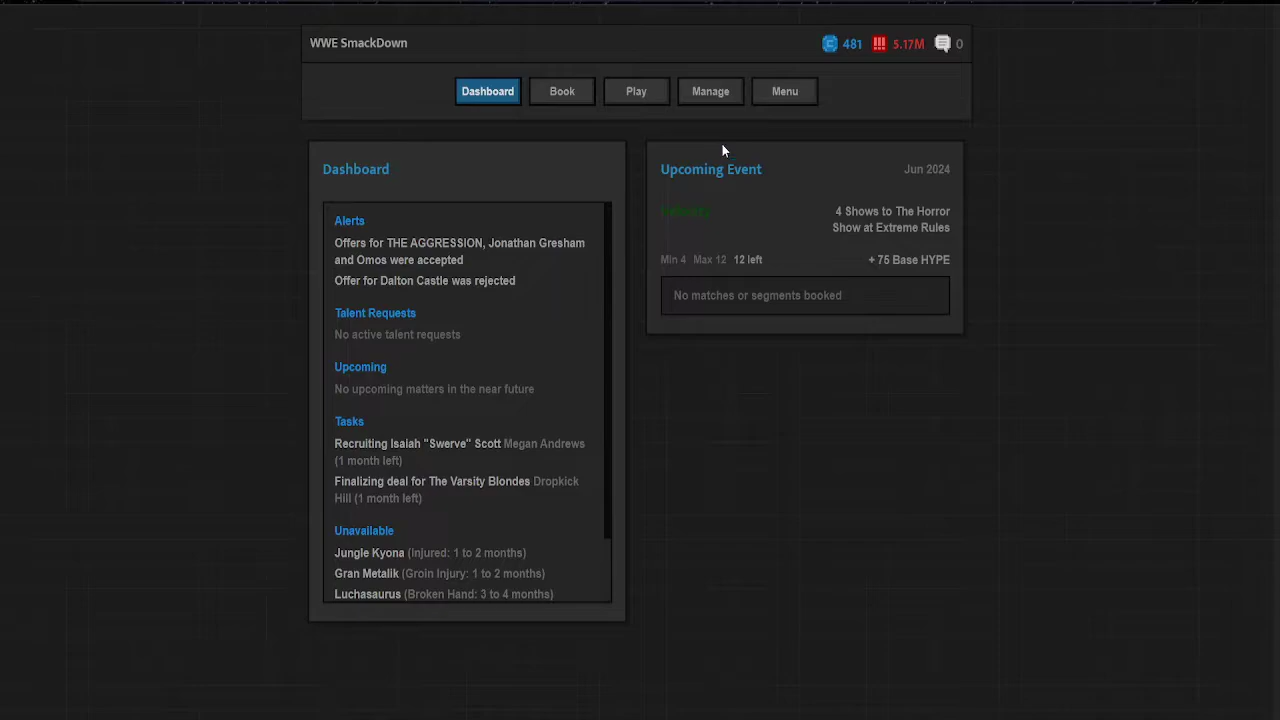 WWE SmackDown
481
5.17M
0
Dashboard
Book
Play
Manage
Menu
Dashboard
Alerts
Offers for THE AGGRESSION, Jonathan Gresham
and Omos were accepted
Offer for Dalton Castle was rejected
Talent Requests
No active talent requests
Upcoming
No upcoming matters in the near future
Tasks
Recruiting Isaiah "Swerve" Scott Megan Andrews
(1 month left)
Finalizing deal for The Varsity Blondes Dropkick
Hill (1 month left)
Unavailable
Jungle Kyona (Injured: 1 to 2 months)
Gran Metalik (Groin Injury: 1 to 2 months)
Luchasaurus (Broken Hand: 3 to 4 months)
Upcoming Event
Jun 2024
4 Shows to The Horror
Show at Extreme Rules
Min 4 Max 12 12 left
+ 75 Base HYPE
No matches or segments booked